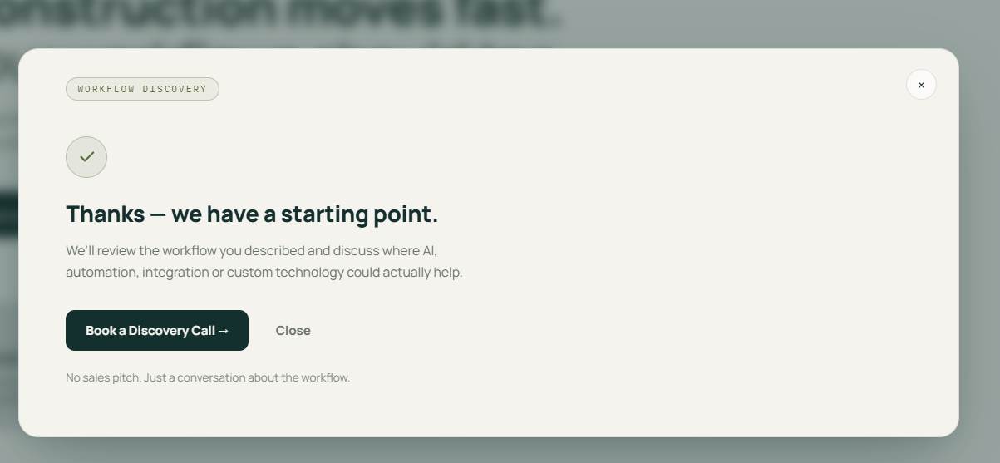 onstruction moves fast.
WORKFLOW DISCOVERY
×
Thanks — we have a starting point.
We'll review the workflow you described and discuss where AI,
automation, integration or custom technology could actually help.
Book a Discovery Call →
Close
No sales pitch. Just a conversation about the workflow.